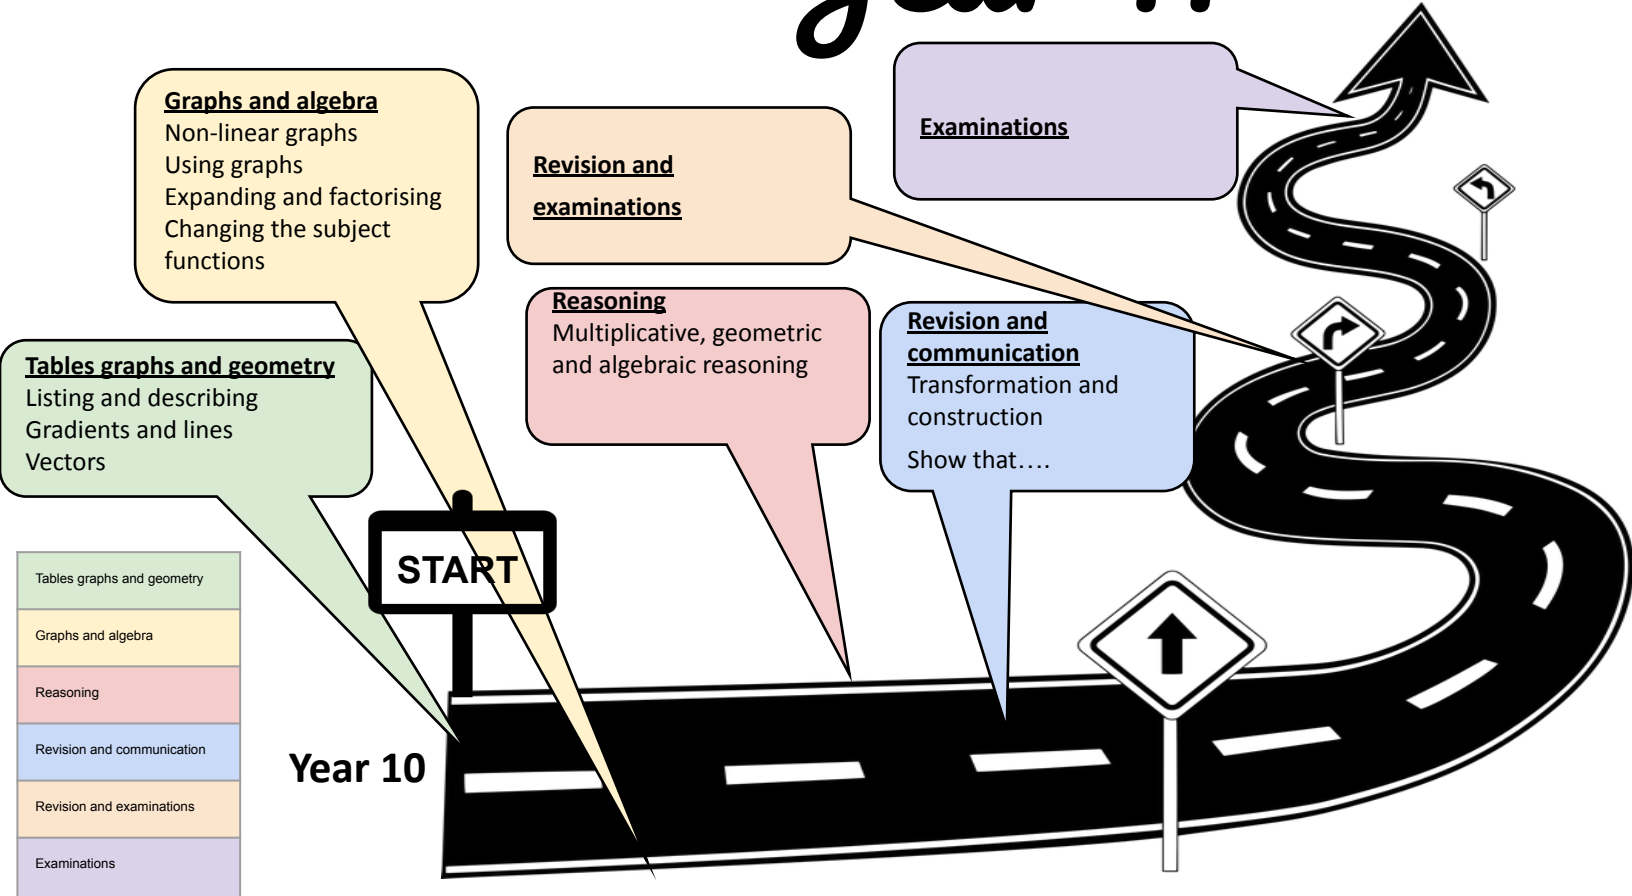 year
Graphs and algebra
Non-linear graphs
Using graphs
Expanding and factorising
Changing the subject
functions
Revision and
examinations
Examinations
Tables graphs and geometry
Listing and describing
Gradients and lines
Vectors
Reasoning
Multiplicative, geometric
and algebraic reasoning
Revision and
communication
Transformation and
construction
Show that….
START
Year 10
Tables graphs and geometry
Graphs and algebra
Reasoning
Revision and communication
Revision and examinations
Examinations